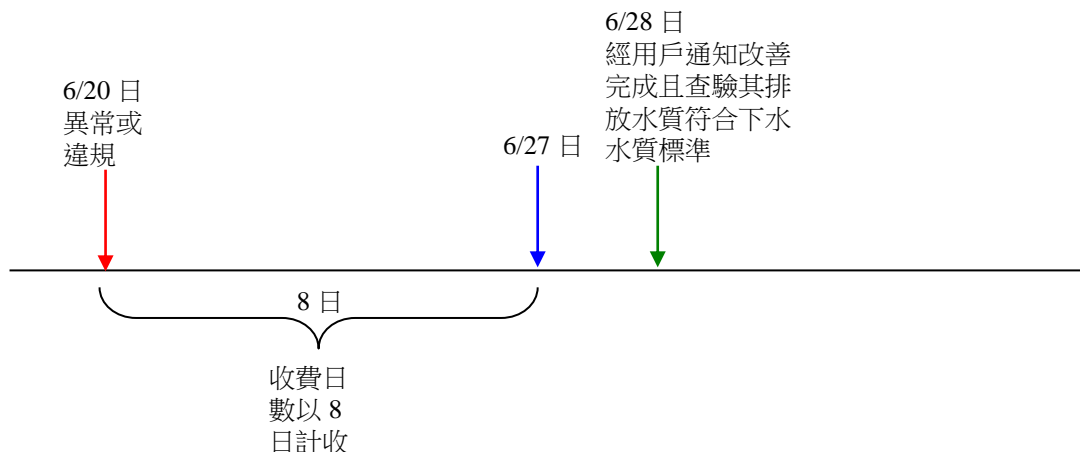 6/20 日
異常或
違規
6/27 日
6/28 日
經用戶通知改善
完成且查驗其排
放水質符合下水
水質標準
8 日
收費日
數以 8
日計收